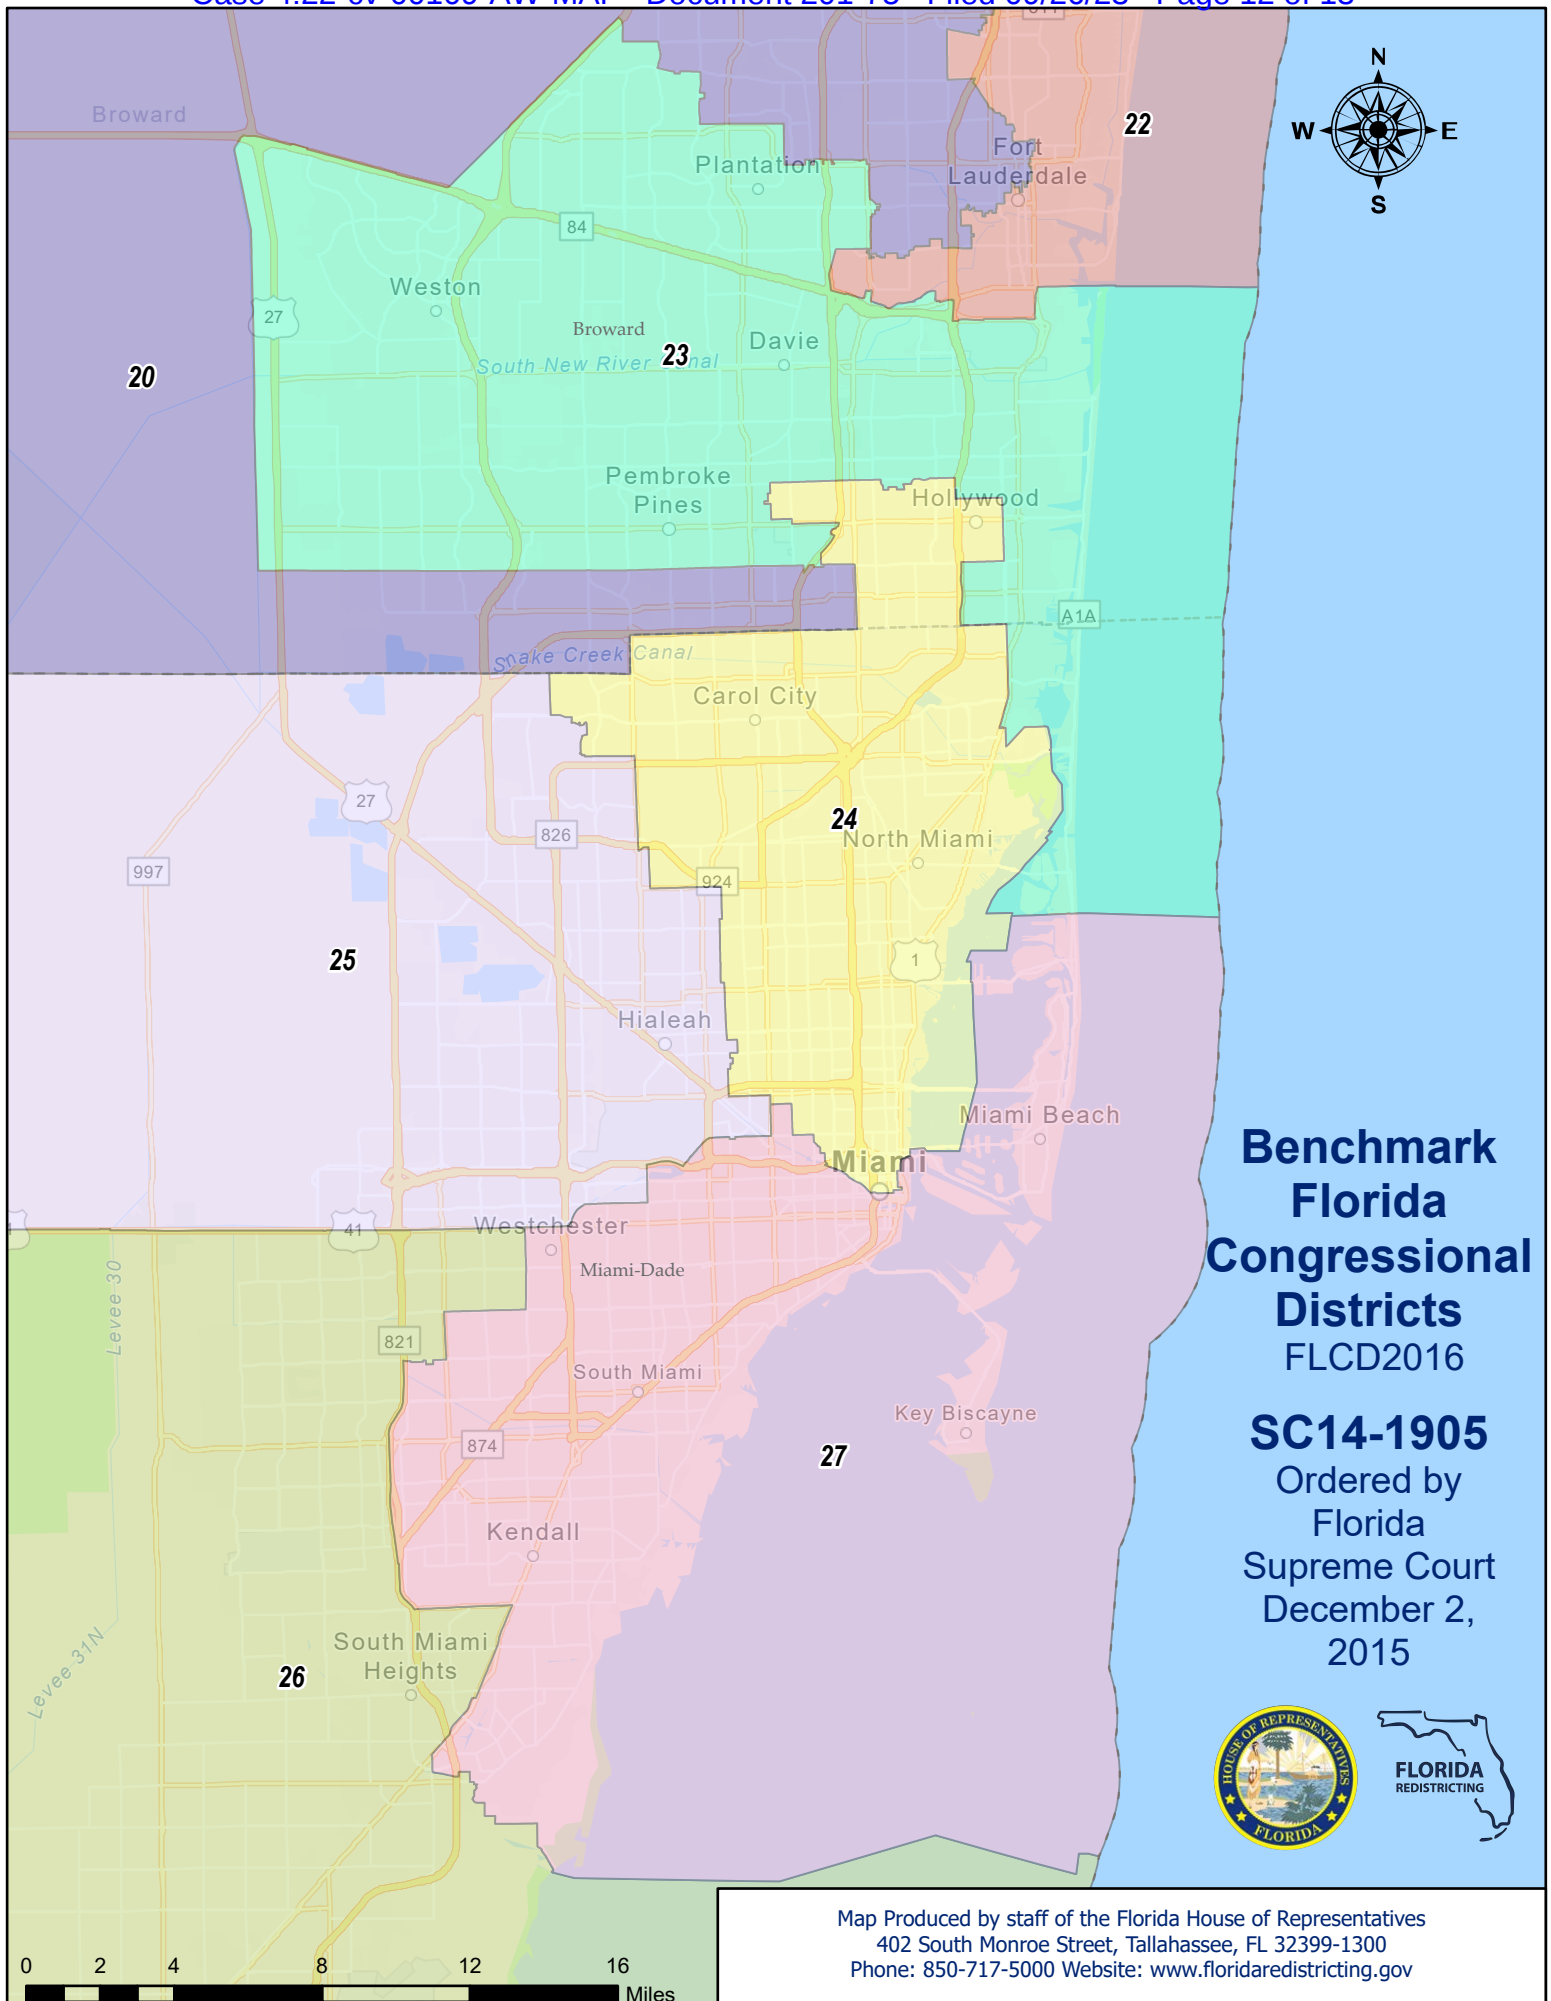 Broward
22
N
W
E
S
Fort
Lauderdale
Plantation
84
Weston
27
Broward
23
Davie
South New River
nal
20
Pembroke
Pines
Hollywood
A1A
Snake Creek Canal
Carol City
27
826
24
North Miami
997
924
25
1
Hialeah
Miami Beach
Miami
Benchmark
Florida
Congressional
Districts
FLCD2016
41
Westchester
Miami-Dade
Levee 30
821
South Miami
Key Biscayne
SC14-1905
Ordered by
Florida
Supreme Court
December 2,
2015
874
27
Kendall
South Miami
Heights
26
Levee 31N
HOUSE OF REPRESENTATIVES
FLORIDA
FLORIDA
REDISTRICTING
Map Produced by staff of the Florida House of Representatives
402 South Monroe Street, Tallahassee, FL 32399-1300
Phone: 850-717-5000 Website: www.floridaredistricting.gov
0 2 4 8 12 16
Miles